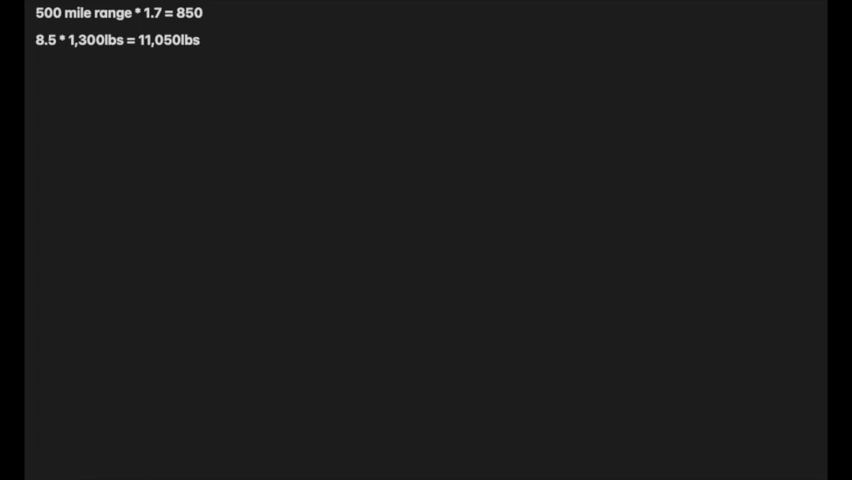 500 mile range * 1.7 = 850
8.5 * 1,300lbs = 11,050lbs